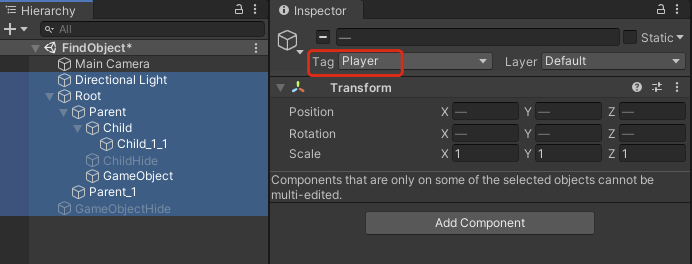 Hierarchy
All
FindObject*
Main Camera
Directional Light
Root
Parent
Child
Child_1_1
ChildHide
GameObject
Parent_1
GameObjectHide
Inspector
—
Static
Tag Player Layer Default
Transform
Position X — Y — Z —
Rotation X — Y — Z —
Scale X 1 Y 1 Z 1
Components that are only on some of the selected objects cannot be
multi-edited.
Add Component